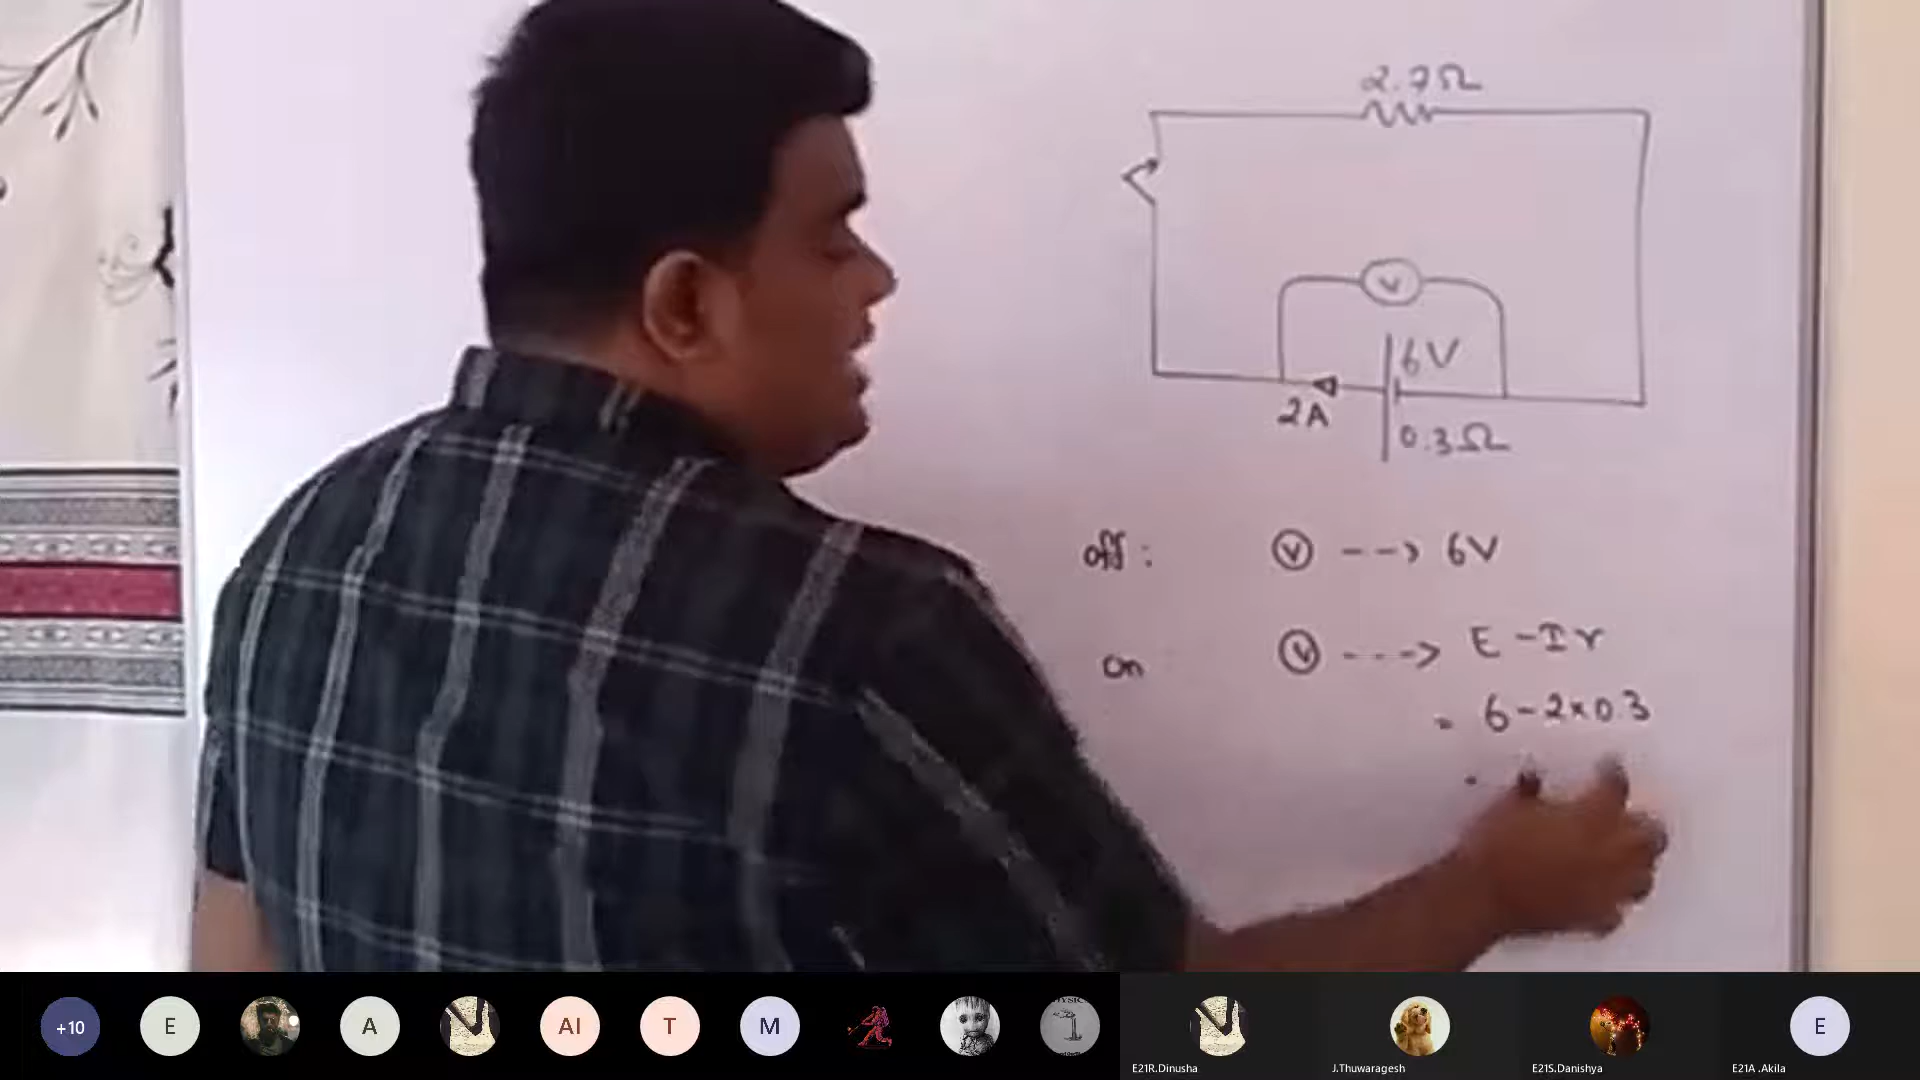 2.7Ω
V
6V
2A
0.3Ω
off : V --→ 6V
on V ---→ E - Ir
= 6 - 2×0.3
=
+10
E
A
AI
T
M
E21R.Dinusha
J.Thuwaragesh
E21S.Danishya
E
E21A .Akila